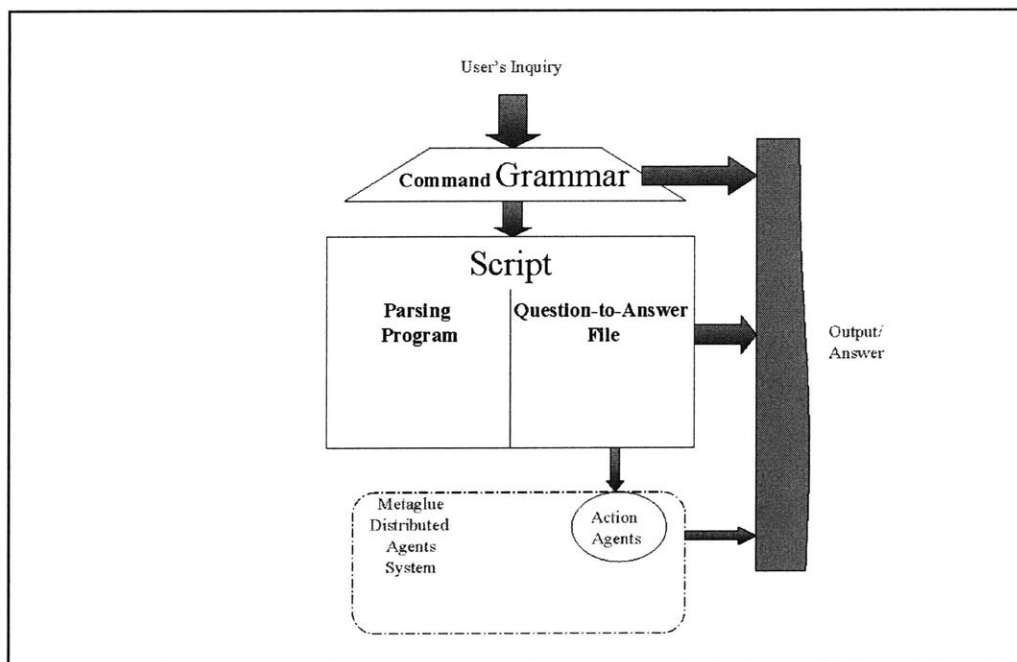 User's Inquiry
Command Grammar
Script
Parsing
Program
Question-to-Answer
File
Output/
Answer
Metaglue
Distributed
Agents
System
Action
Agents